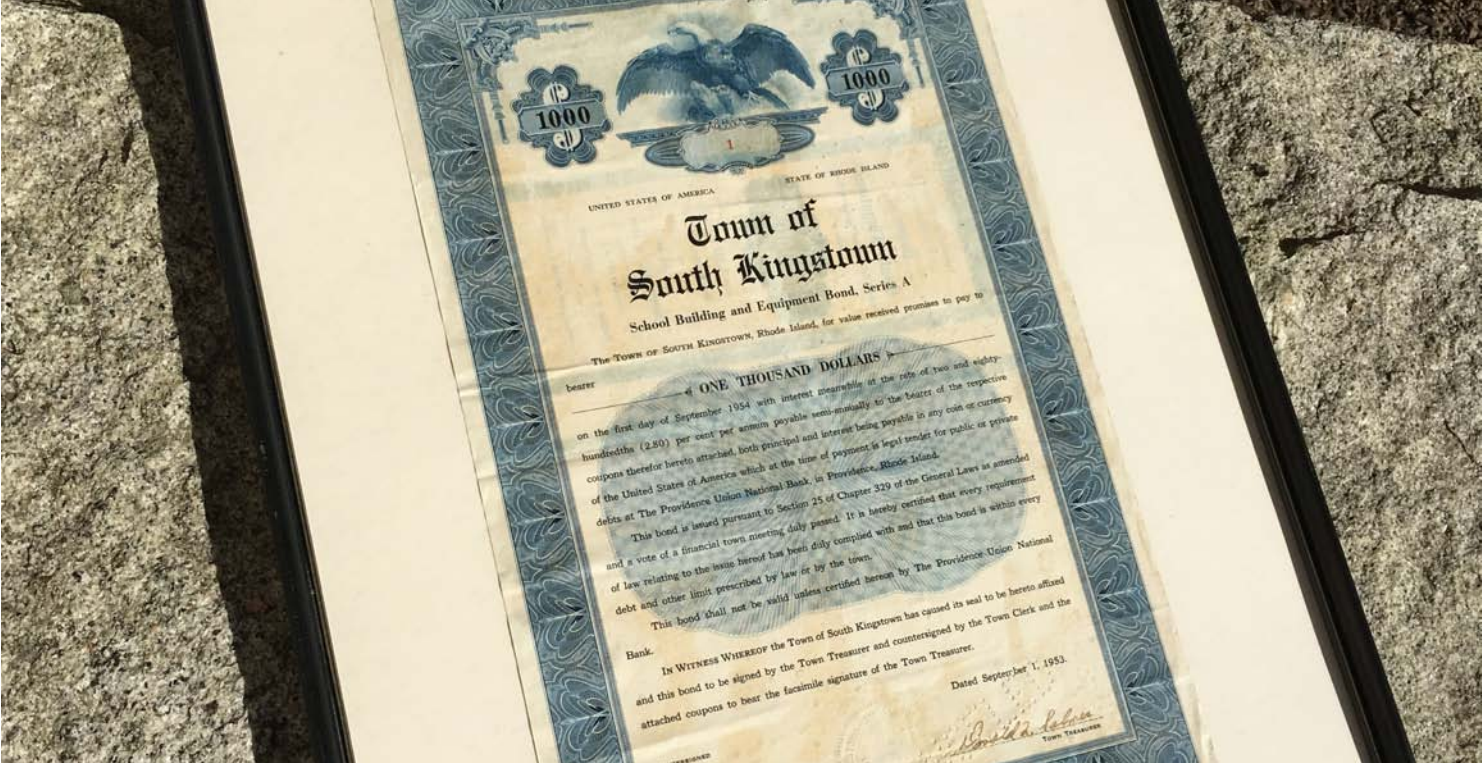 1000
1000
1
UNITED STATES OF AMERICA STATE OF RHODE ISLAND
Town of
South Kingstown
School Building and Equipment Bond, Series A
The TOWN OF SOUTH KINGSTOWN, Rhode Island, for value received promises to pay to
bearer
ONE THOUSAND DOLLARS
on the first day of September 1954 with interest meanwhile at the rate of two and eighty-
hundredths (2.80) per cent per annum payable semi-annually to the bearer of the respective
coupons therefor hereto attached, both principal and interest being payable in any coin or currency
of the United States of America which at the time of payment is legal tender for public or private
debts at The Providence Union National Bank, in Providence, Rhode Island.
This bond is issued pursuant to Section 25 of Chapter 329 of the General Laws as amended
and a vote of a financial town meeting duly passed. It is hereby certified that every requirement
of law relating to the issue hereof has been duly complied with and that this bond is within every
debt and other limit prescribed by law or by the town.
This bond shall not be valid unless certified hereon by The Providence Union National
Bank.
IN WITNESS WHEREOF the Town of South Kingstown has caused its seal to be hereto affixed
and this bond to be signed by the Town Treasurer and countersigned by the Town Clerk and the
attached coupons to bear the facsimile signature of the Town Treasurer.
Dated September 1, 1953.
TOWN TREASURER